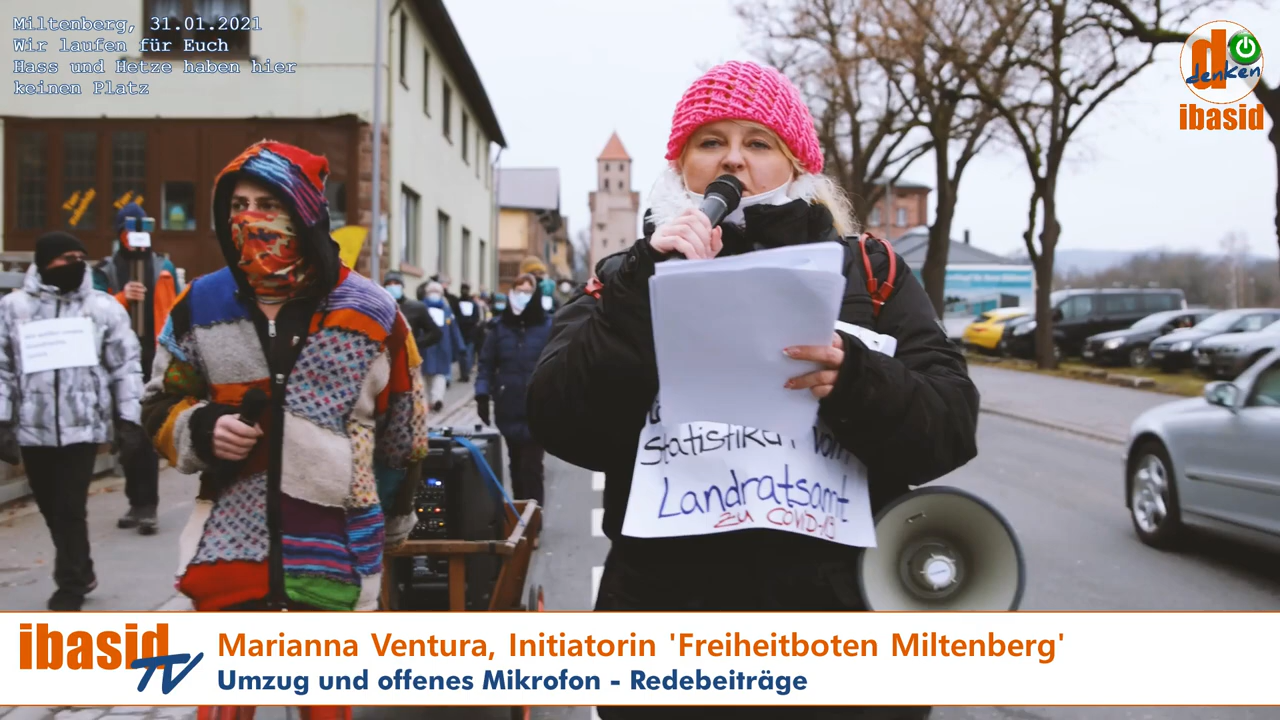 Miltenberg, 31.01.2021
Wir laufen für Euch
Hass und Hetze haben hier
keinen Platz
d
denken
ibasid
Statistika, vom
Landratsamt
zu COVID-19
ibasid
TV
Marianna Ventura, Initiatorin 'Freiheitboten Miltenberg'
Umzug und offenes Mikrofon - Redebeiträge